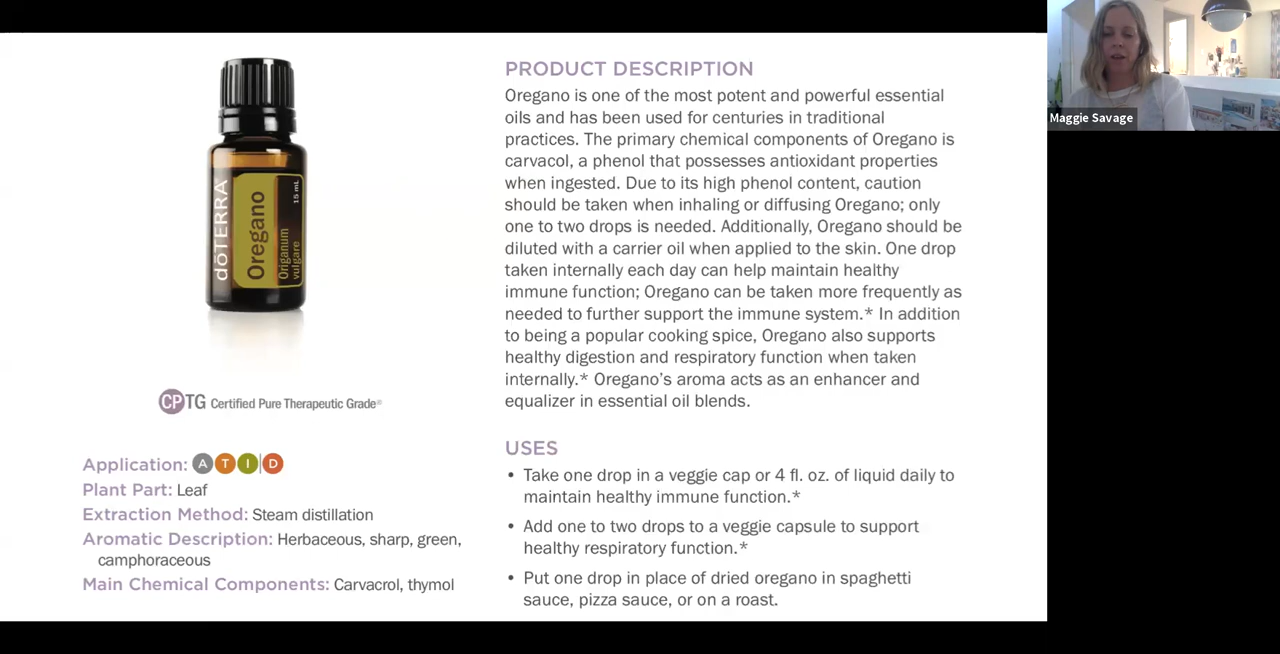 dōTERRA
Oregano
Origanum
vulgare
15 mL
CPTG Certified Pure Therapeutic Grade®
Application: A T I D
Plant Part: Leaf
Extraction Method: Steam distillation
Aromatic Description: Herbaceous, sharp, green,
camphoraceous
Main Chemical Components: Carvacrol, thymol
PRODUCT DESCRIPTION
Oregano is one of the most potent and powerful essential
oils and has been used for centuries in traditional
practices. The primary chemical components of Oregano is
carvacol, a phenol that possesses antioxidant properties
when ingested. Due to its high phenol content, caution
should be taken when inhaling or diffusing Oregano; only
one to two drops is needed. Additionally, Oregano should be
diluted with a carrier oil when applied to the skin. One drop
taken internally each day can help maintain healthy
immune function; Oregano can be taken more frequently as
needed to further support the immune system.* In addition
to being a popular cooking spice, Oregano also supports
healthy digestion and respiratory function when taken
internally.* Oregano's aroma acts as an enhancer and
equalizer in essential oil blends.
USES
• Take one drop in a veggie cap or 4 fl. oz. of liquid daily to
maintain healthy immune function.*
• Add one to two drops to a veggie capsule to support
healthy respiratory function.*
• Put one drop in place of dried oregano in spaghetti
sauce, pizza sauce, or on a roast.
Maggie Savage